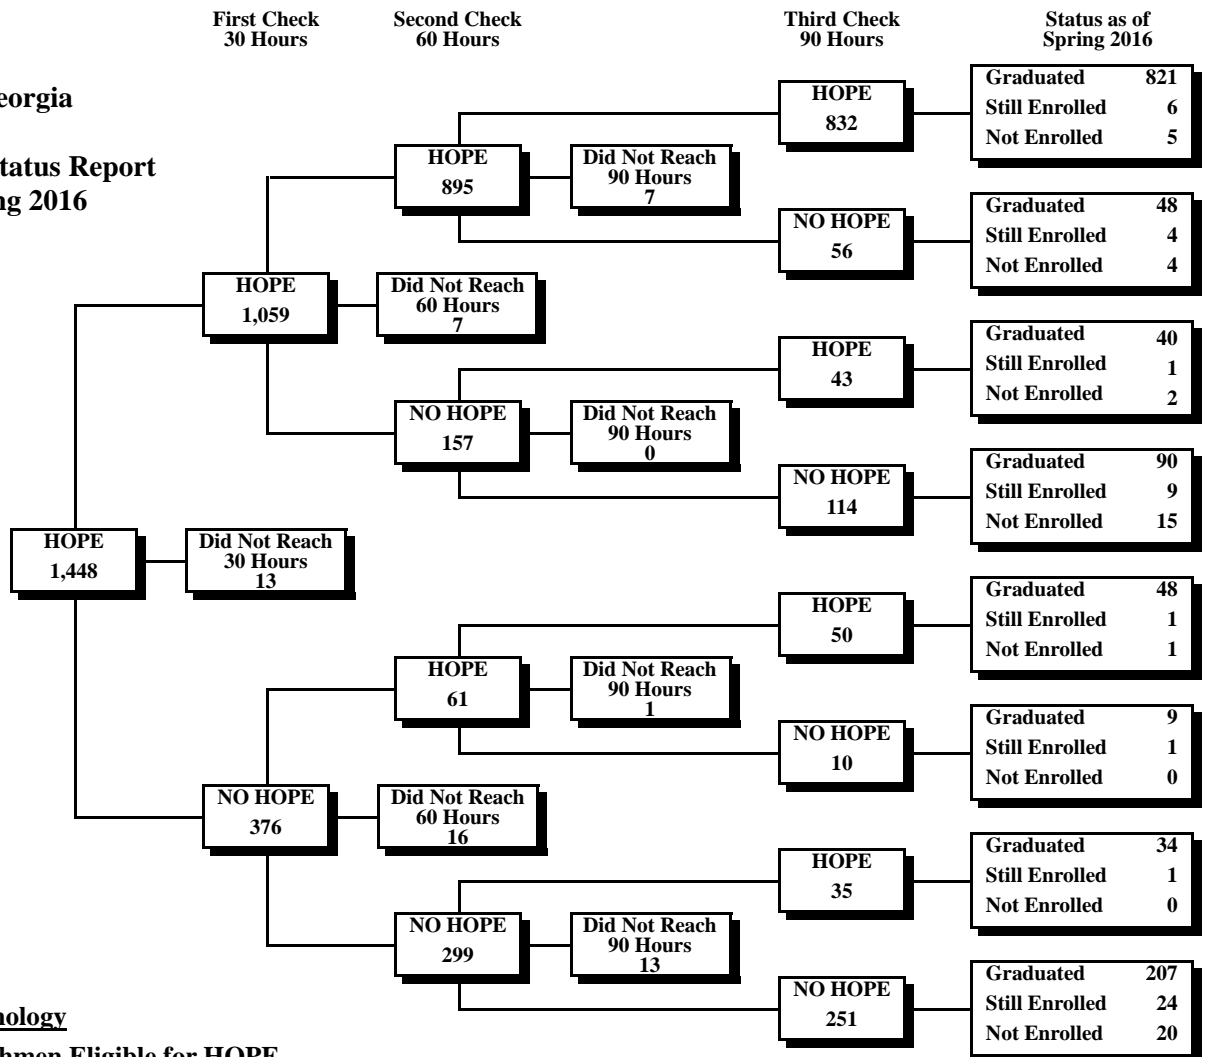 First Check
30 Hours
Second Check
60 Hours
Third Check
90 Hours
Status as of
Spring 2016
eorgia
tatus Report
ng 2016
HOPE
832
Graduated 821
Still Enrolled 6
Not Enrolled 5
HOPE
895
Did Not Reach
90 Hours
7
NO HOPE
56
Graduated 48
Still Enrolled 4
Not Enrolled 4
HOPE
1,059
Did Not Reach
60 Hours
7
HOPE
43
Graduated 40
Still Enrolled 1
Not Enrolled 2
NO HOPE
157
Did Not Reach
90 Hours
0
NO HOPE
114
Graduated 90
Still Enrolled 9
Not Enrolled 15
HOPE
1,448
Did Not Reach
30 Hours
13
HOPE
50
Graduated 48
Still Enrolled 1
Not Enrolled 1
HOPE
61
Did Not Reach
90 Hours
1
NO HOPE
10
Graduated 9
Still Enrolled 1
Not Enrolled 0
NO HOPE
376
Did Not Reach
60 Hours
16
HOPE
35
Graduated 34
Still Enrolled 1
Not Enrolled 0
NO HOPE
299
Did Not Reach
90 Hours
13
NO HOPE
251
Graduated 207
Still Enrolled 24
Not Enrolled 20
nology
hmen Eligible for HOPE